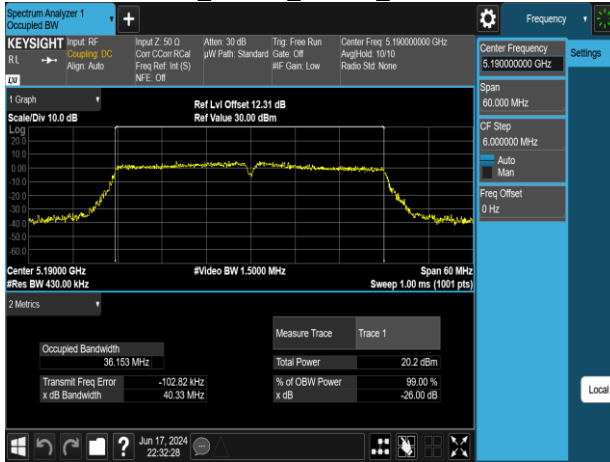 Spectrum Analyzer 1
Occupied BW
Frequency
KEYSIGHT
RL
LXI
Input: RF
Coupling: DC
Align: Auto
Input Z: 50 Ω
Corr CCorr RCal
Freq Ref: Int (S)
NFE: Off
Atten: 30 dB
µW Path: Standard
Trig: Free Run
Gate: Off
#IF Gain: Low
Center Freq: 5.190000000 GHz
Avg|Hold: 10/10
Radio Std: None
Center Frequency
5.190000000 GHz
Settings
Span
60.000 MHz
CF Step
6.000000 MHz
Auto
Man
Freq Offset
0 Hz
Local
1 Graph
Scale/Div 10.0 dB
Ref Lvl Offset 12.31 dB
Ref Value 30.00 dBm
Log
20.0
10.0
0.00
-10.0
-20.0
-30.0
-40.0
-50.0
-60.0
Center 5.19000 GHz
#Res BW 430.00 kHz
#Video BW 1.5000 MHz
Span 60 MHz
Sweep 1.00 ms (1001 pts)
2 Metrics
Measure Trace Trace 1
Occupied Bandwidth
36.153 MHz
Total Power 20.2 dBm
Transmit Freq Error -102.82 kHz
% of OBW Power 99.00 %
x dB Bandwidth 40.33 MHz
x dB -26.00 dB
?
Jun 17, 2024
22:32:28